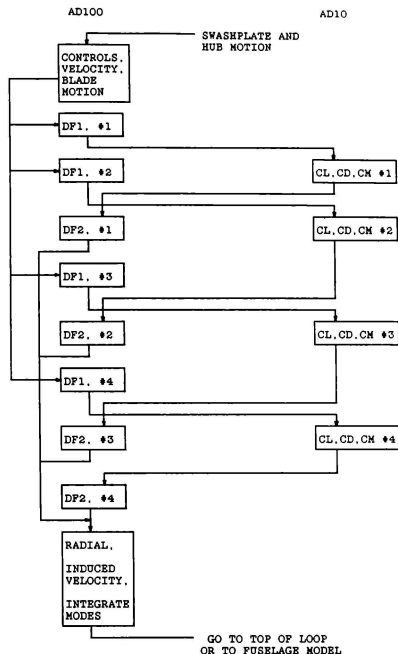 AD100
AD10
SWASHPLATE AND
HUB MOTION
CONTROLS,
VELOCITY,
BLADE
MOTION
DF1, #1
DF1, #2
CL,CD,CM #1
DF2, #1
CL,CD,CM #2
DF1, #3
DF2, #2
CL,CD,CM #3
DF1, #4
DF2, #3
CL,CD,CM #4
DF2, #4
RADIAL,
INDUCED
VELOCITY,
INTEGRATE
MODES
GO TO TOP OF LOOP
OR TO FUSELAGE MODEL